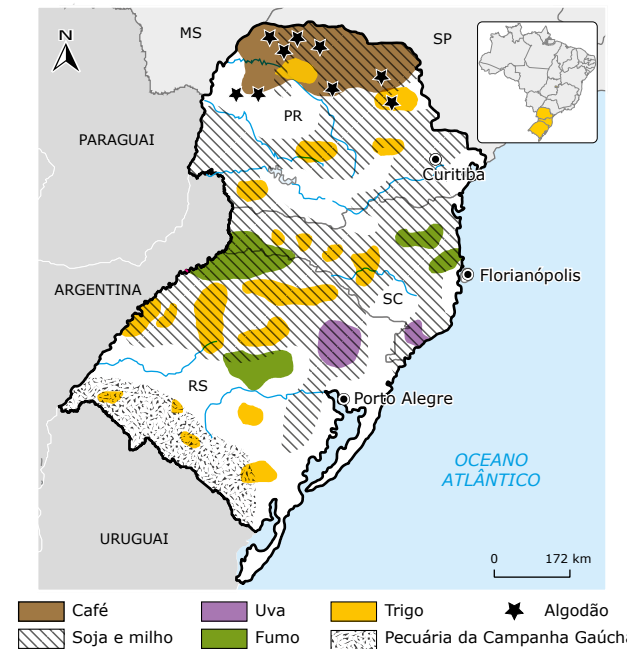 MS
SP
N
PARAGUAI
PR
Curitiba
ARGENTINA
Florianópolis
SC
RS
Porto Alegre
OCEANO
ATLÂNTICO
URUGUAI
0 172 km
Café Uva Trigo Algodão
Soja e milho Fumo Pecuária da Campanha Gaúcha